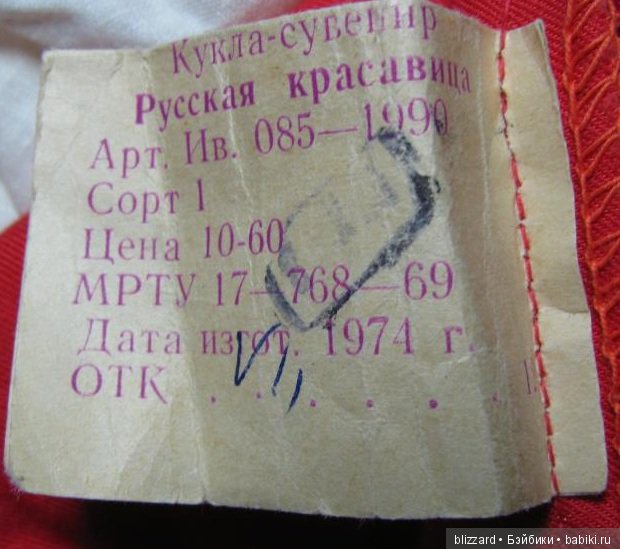 Кукла-сувенир
Русская красавица
Арт. Ив. 085—1990
Сорт 1
Цена 10-60
МРТУ 17—768—69
Дата изгот. 1974 г.
ОТК . . . . . . .
blizzard • Бэйбики • babiki.ru